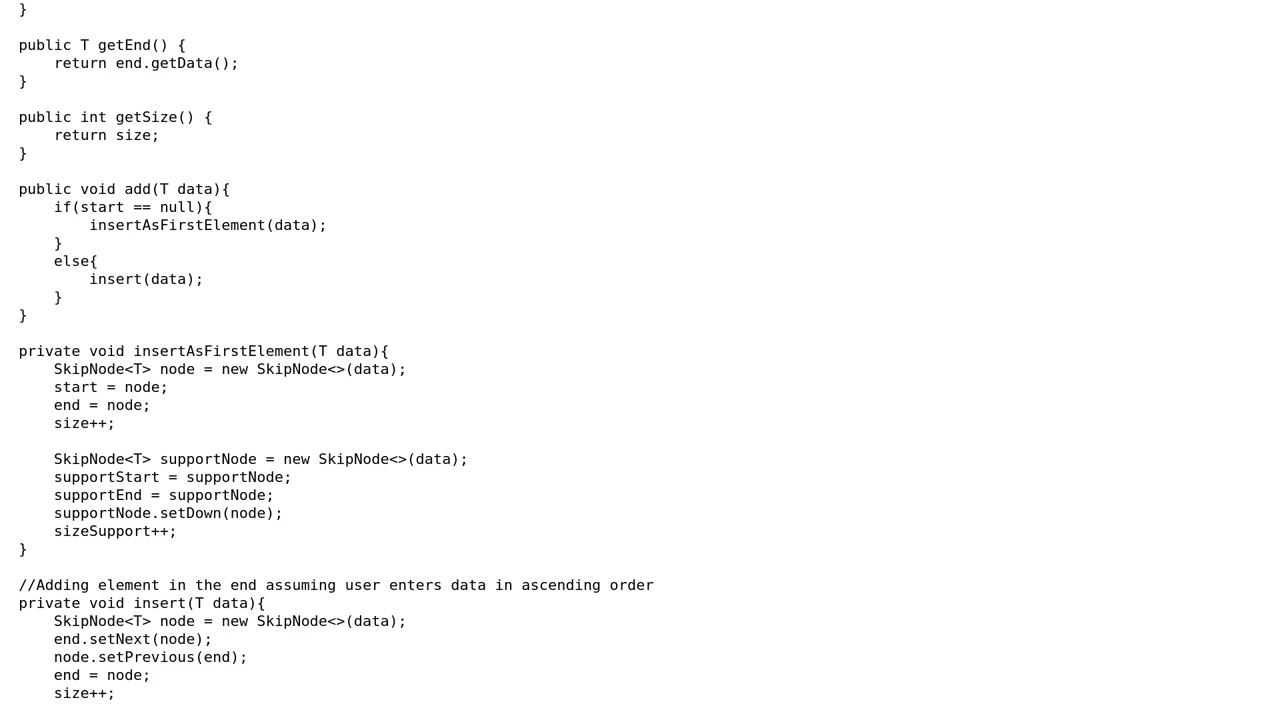 }

public T getEnd() {
    return end.getData();
}

public int getSize() {
    return size;
}

public void add(T data){
    if(start == null){
        insertAsFirstElement(data);
    }
    else{
        insert(data);
    }
}

private void insertAsFirstElement(T data){
    SkipNode<T> node = new SkipNode<>(data);
    start = node;
    end = node;
    size++;

    SkipNode<T> supportNode = new SkipNode<>(data);
    supportStart = supportNode;
    supportEnd = supportNode;
    supportNode.setDown(node);
    sizeSupport++;
}

//Adding element in the end assuming user enters data in ascending order
private void insert(T data){
    SkipNode<T> node = new SkipNode<>(data);
    end.setNext(node);
    node.setPrevious(end);
    end = node;
    size++;